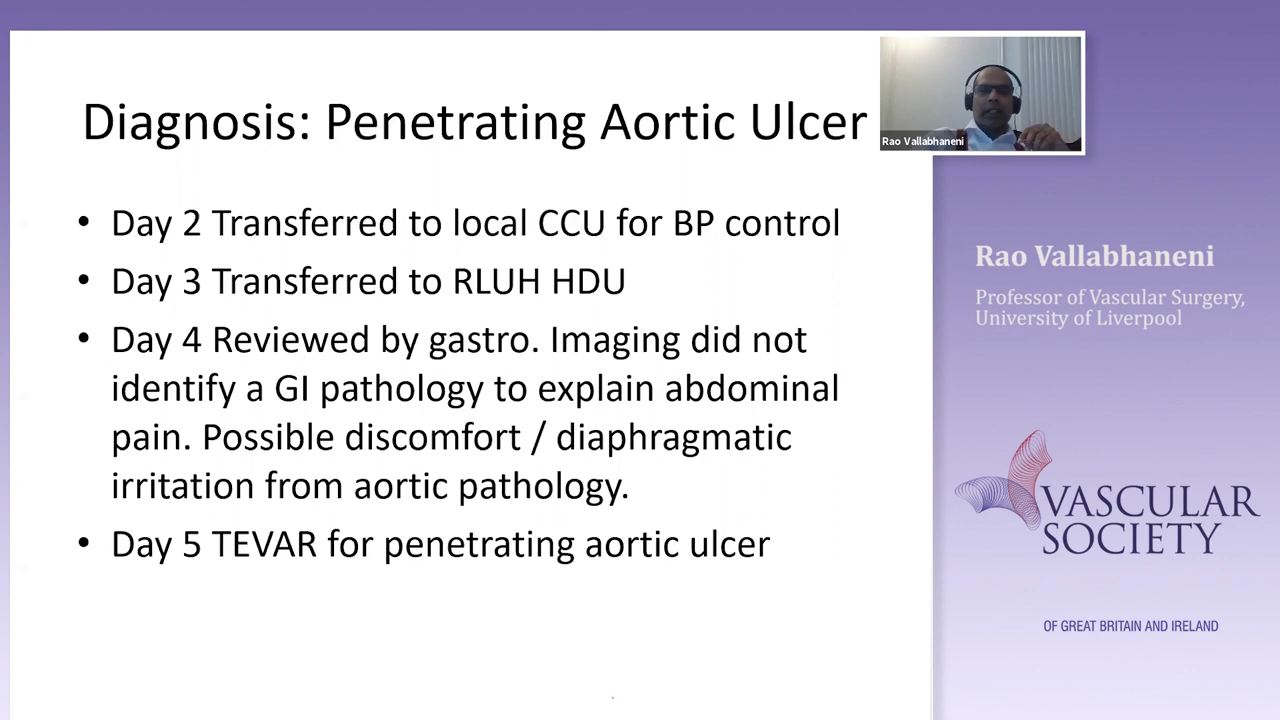 Diagnosis: Penetrating Aortic Ulcer
Rao Vallabhaneni
• Day 2 Transferred to local CCU for BP control
• Day 3 Transferred to RLUH HDU
• Day 4 Reviewed by gastro. Imaging did not
identify a GI pathology to explain abdominal
pain. Possible discomfort / diaphragmatic
irritation from aortic pathology.
• Day 5 TEVAR for penetrating aortic ulcer
Rao Vallabhaneni
Professor of Vascular Surgery,
University of Liverpool
VASCULAR
SOCIETY
OF GREAT BRITAIN AND IRELAND